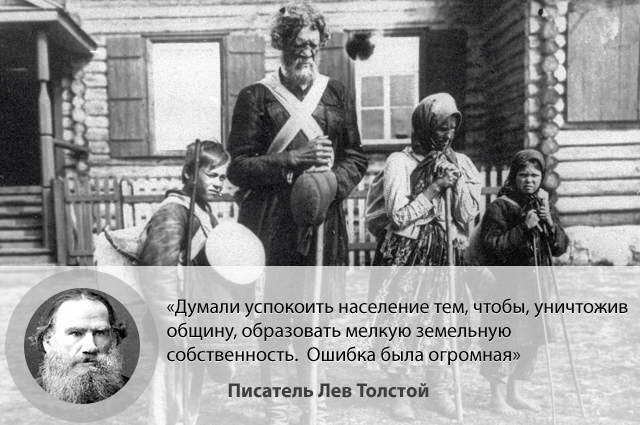 «Думали успокоить население тем, чтобы, уничтожив
общину, образовать мелкую земельную
собственность.  Ошибка была огромная»
Писатель Лев Толстой